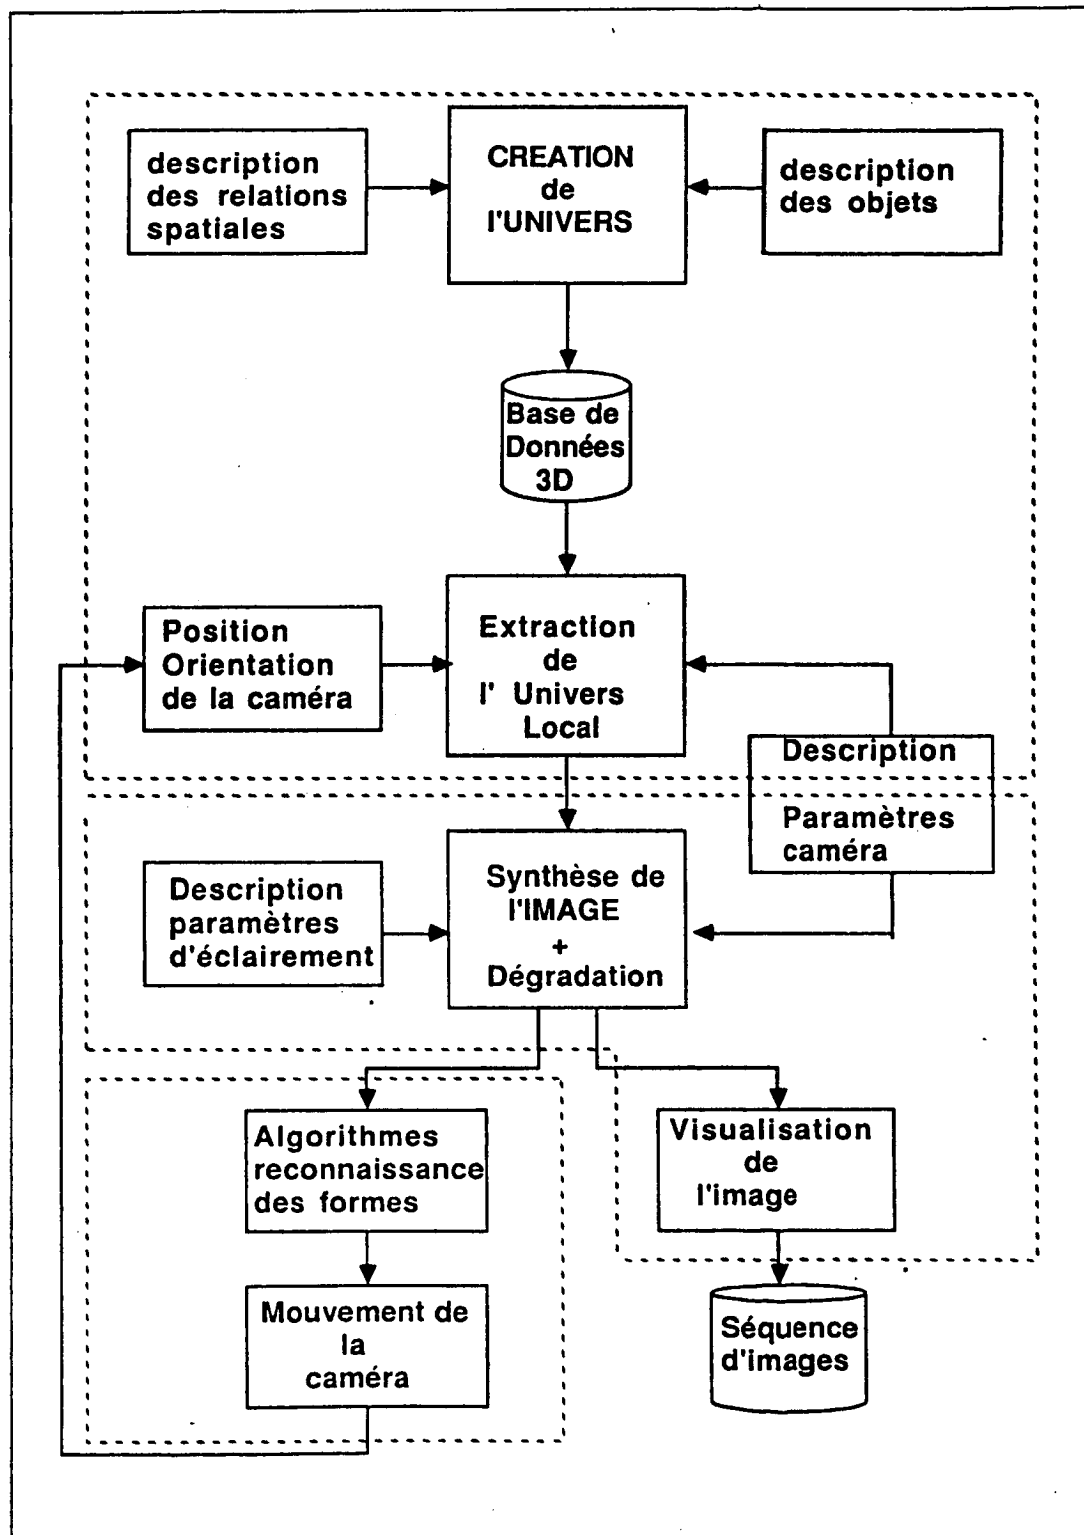 description
des relations
spatiales
CREATION
de
l'UNIVERS
description
des objets
Base de
Données
3D
Position
Orientation
de la caméra
Extraction
de
l' Univers
Local
Description
Paramètres
caméra
Description
paramètres
d'éclairement
Synthèse de
l'IMAGE
+
Dégradation
Algorithmes
reconnaissance
des formes
Visualisation
de
l'image
Mouvement de
la
caméra
Séquence
d'images